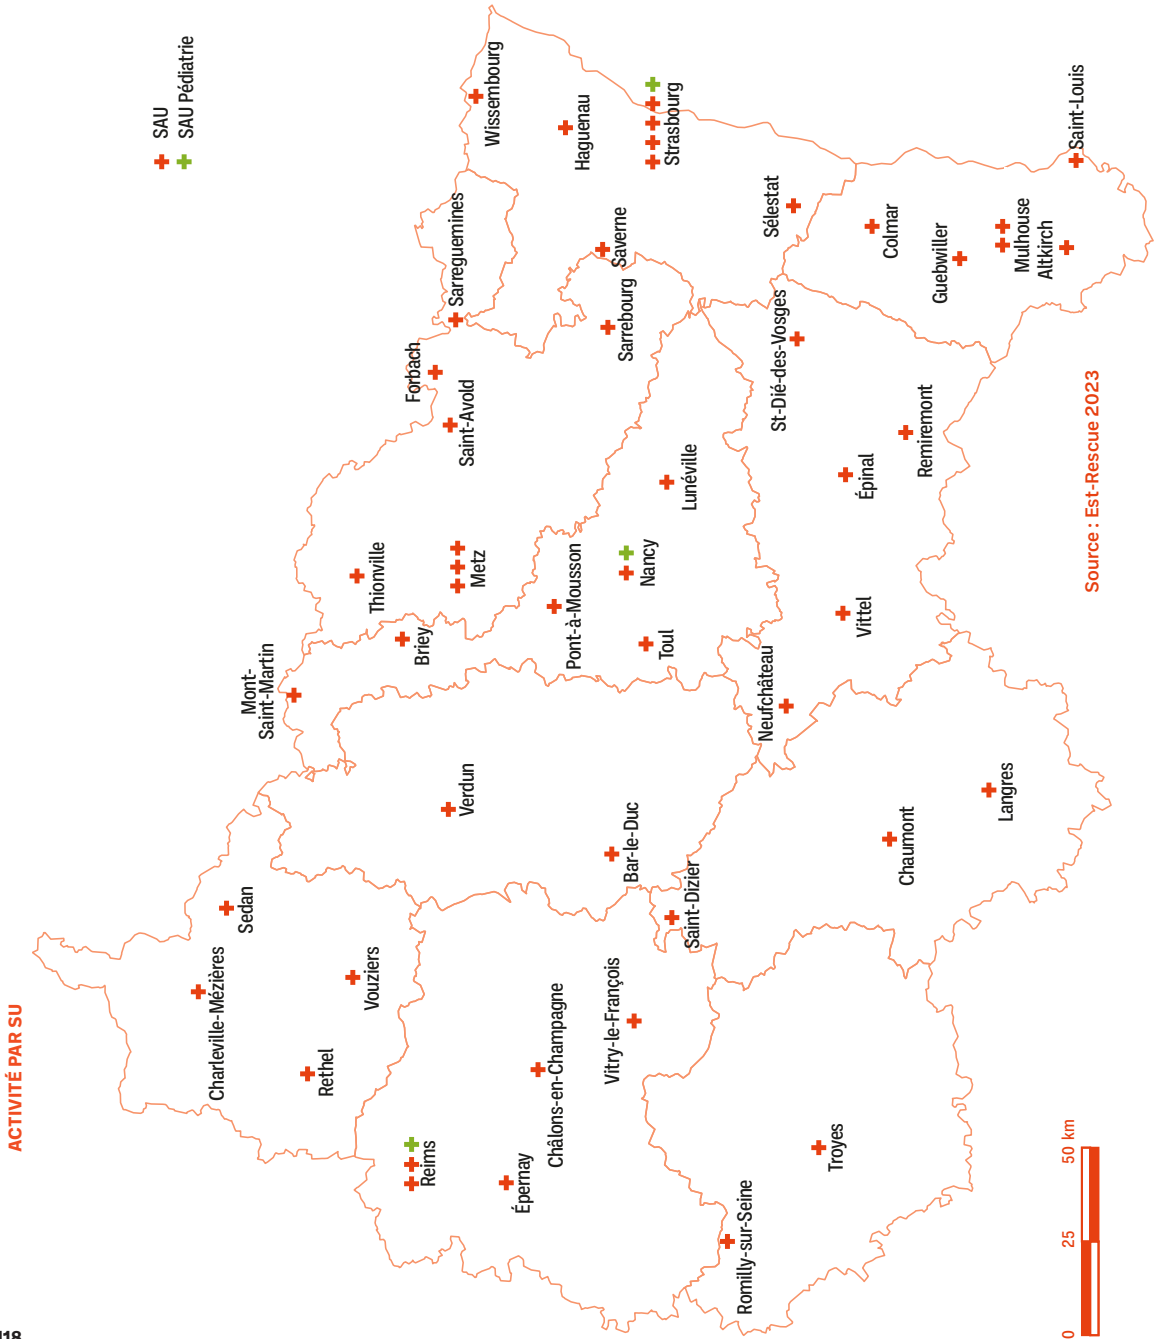 ACTIVITÉ PAR SU
SAU
SAU Pédiatrie
Charleville-Mézières
Sedan
Rethel
Vouziers
Reims
Épernay
Châlons-en-Champagne
Vitry-le-François
Romilly-sur-Seine
Troyes
Saint-Dizier
Chaumont
Langres
Verdun
Bar-le-Duc
Mont-
Saint-Martin
Briey
Pont-à-Mousson
Toul
Nancy
Lunéville
Thionville
Metz
Saint-Avold
Forbach
Sarreguemines
Sarrebourg
Neufchâteau
Vittel
Épinal
Remiremont
St-Dié-des-Vosges
Wissembourg
Haguenau
Strasbourg
Saverne
Sélestat
Colmar
Guebwiller
Mulhouse
Altkirch
Saint-Louis
0 25 50 km
Source : Est-Rescue 2023
118